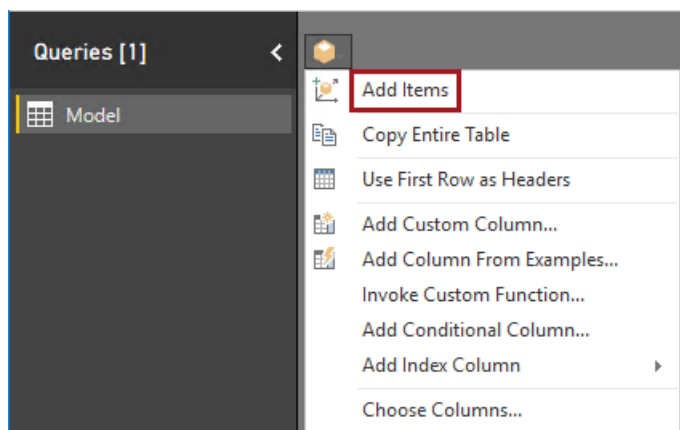 Queries [1]
Model
Add Items
Copy Entire Table
Use First Row as Headers
Add Custom Column...
Add Column From Examples...
Invoke Custom Function...
Add Conditional Column...
Add Index Column
Choose Columns...